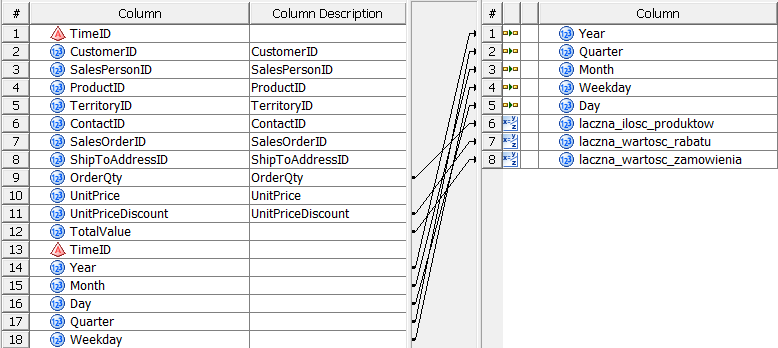 # Column Column Description
1 TimeID
2 CustomerID CustomerID
3 SalesPersonID SalesPersonID
4 ProductID ProductID
5 TerritoryID TerritoryID
6 ContactID ContactID
7 SalesOrderID SalesOrderID
8 ShipToAddressID ShipToAddressID
9 OrderQty OrderQty
10 UnitPrice UnitPrice
11 UnitPriceDiscount UnitPriceDiscount
12 TotalValue
13 TimeID
14 Year
15 Month
16 Day
17 Quarter
18 Weekday
# Column
1 Year
2 Quarter
3 Month
4 Weekday
5 Day
6 laczna_ilosc_produktow
7 laczna_wartosc_rabatu
8 laczna_wartosc_zamowienia